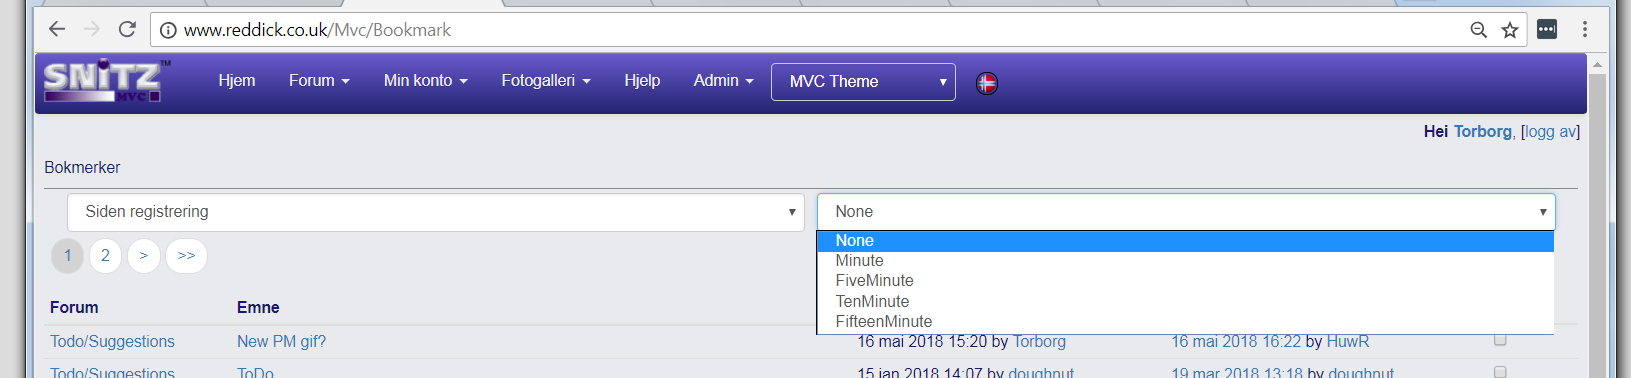 www.reddick.co.uk/Mvc/Bookmark
SNITZ™ MVC Hjem Forum Min konto Fotogalleri Hjelp Admin MVC Theme
Hei Torborg, [logg av]
Bokmerker
Siden registrering None
None
Minute
FiveMinute
TenMinute
FifteenMinute
1 2 > >>
Forum Emne
Todo/Suggestions New PM gif? 16 mai 2018 15:20 by Torborg 16 mai 2018 16:22 by HuwR
Todo/Suggestions ToDo 15 jan 2018 14:07 by doughnut 19 mar 2018 13:18 by doughnut